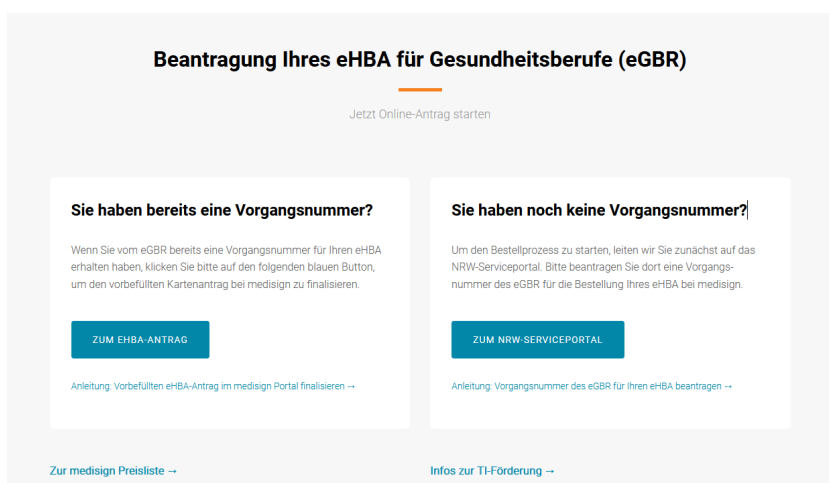 Beantragung Ihres eHBA für Gesundheitsberufe (eGBR)
Jetzt Online-Antrag starten
Sie haben bereits eine Vorgangsnummer?
Wenn Sie vom eGBR bereits eine Vorgangsnummer für Ihren eHBA
erhalten haben, klicken Sie bitte auf den folgenden blauen Button,
um den vorbefüllten Kartenantrag bei medisign zu finalisieren.
ZUM EHBA-ANTRAG
Anleitung: Vorbefüllten eHBA-Antrag im medisign Portal finalisieren →
Sie haben noch keine Vorgangsnummer?
Um den Bestellprozess zu starten, leiten wir Sie zunächst auf das
NRW-Serviceportal. Bitte beantragen Sie dort eine Vorgangs-
nummer des eGBR für die Bestellung Ihres eHBA bei medisign.
ZUM NRW-SERVICEPORTAL
Anleitung: Vorgangsnummer des eGBR für Ihren eHBA beantragen →
Zur medisign Preisliste →
Infos zur TI-Förderung →